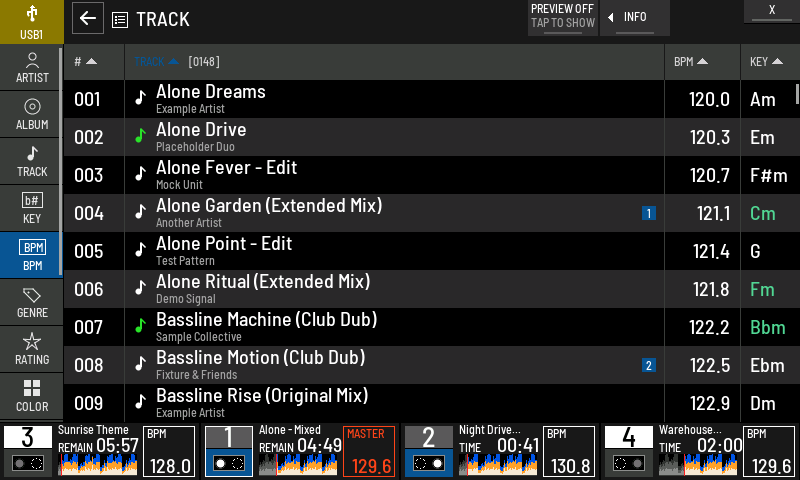 USB1
TRACK
PREVIEW OFF
TAP TO SHOW
INFO
X
ARTIST
ALBUM
TRACK
b#
KEY
BPM
BPM
GENRE
RATING
COLOR
# TRACK [0148] BPM KEY
001 Alone Dreams 120.0 Am
Example Artist
002 Alone Drive 120.3 Em
Placeholder Duo
003 Alone Fever - Edit 120.7 F#m
Mock Unit
004 Alone Garden (Extended Mix) 1 121.1 Cm
Another Artist
005 Alone Point - Edit 121.4 G
Test Pattern
006 Alone Ritual (Extended Mix) 121.8 Fm
Demo Signal
007 Bassline Machine (Club Dub) 122.2 Bbm
Sample Collective
008 Bassline Motion (Club Dub) 2 122.5 Ebm
Fixture & Friends
009 Bassline Rise (Original Mix) 122.9 Dm
Example Artist
3
Sunrise Theme
REMAIN 05:57
BPM
128.0
1
Alone - Mixed
REMAIN 04:49
MASTER
129.6
2
Night Drive...
TIME 00:41
BPM
130.8
4
Warehouse...
TIME 02:00
BPM
129.6